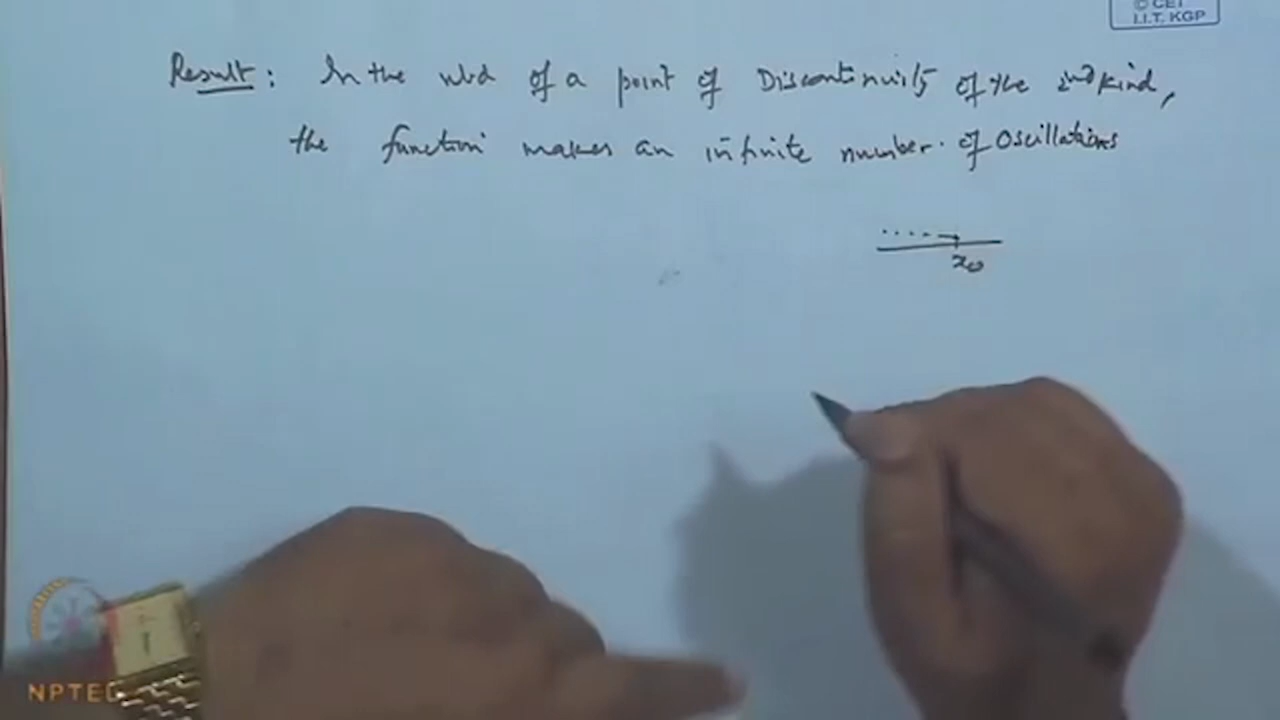 © CET
I.I.T. KGP
Result: In the nbd of a point of Discontinuity of the 2nd kind,
the function makes an infinite number of Oscillations
x0
NPTEL